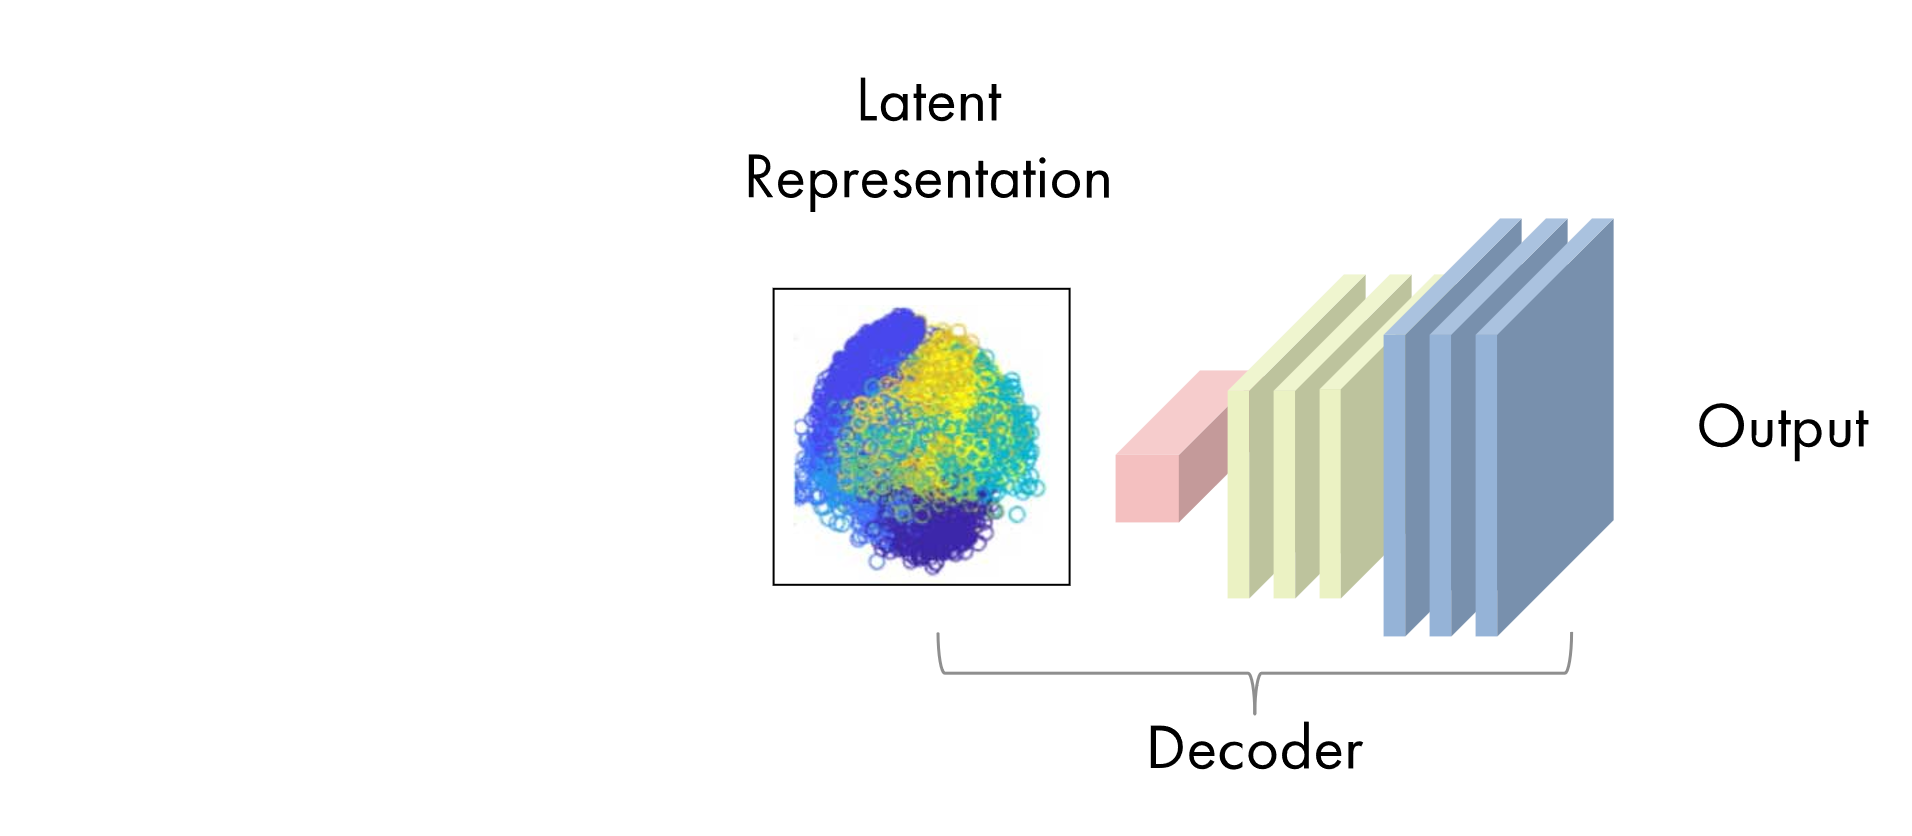 Latent
Representation
Output
Decoder